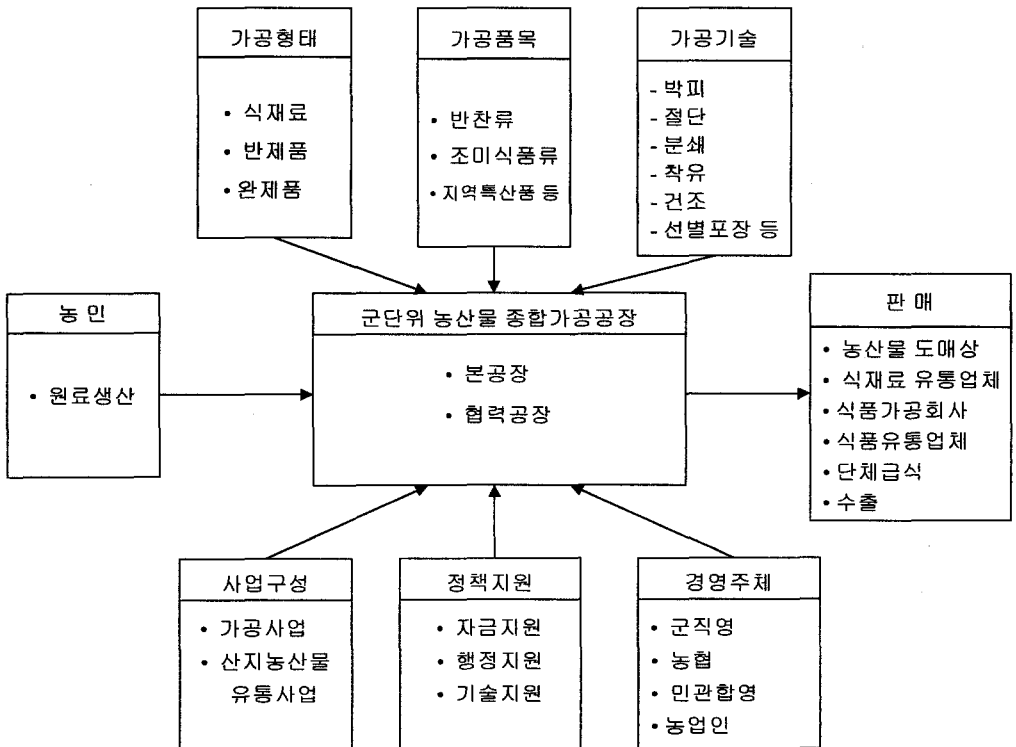 가공형태
• 식재료
• 반제품
• 완제품
가공품목
• 반찬류
• 조미식품류
• 지역특산품 등
가공기술
- 박피
- 절단
- 분쇄
- 착유
- 건조
- 선별포장 등
농 인
• 원료생산
군단위 농산물 종합가공공장
• 본공장
• 협력공장
판 매
• 농산물 도매상
• 식재료 유통업체
• 식품가공회사
• 식품유통업체
• 단체급식
• 수출
사업구성
• 가공사업
• 산지농산물
유통사업
정책지원
• 자금지원
• 행정지원
• 기술지원
경영주체
• 군직영
• 농협
• 민관합영
• 농업인